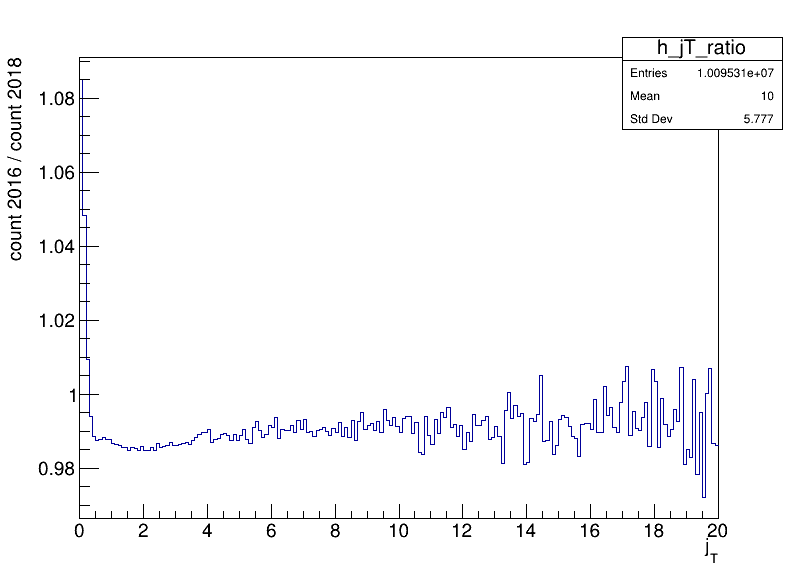 h_jT_ratio
Entries 1.009531e+07
Mean 10
Std Dev 5.777
count 2016 / count 2018
1.08
1.06
1.04
1.02
1
0.98
0 2 4 6 8 10 12 14 16 18 20
j_T